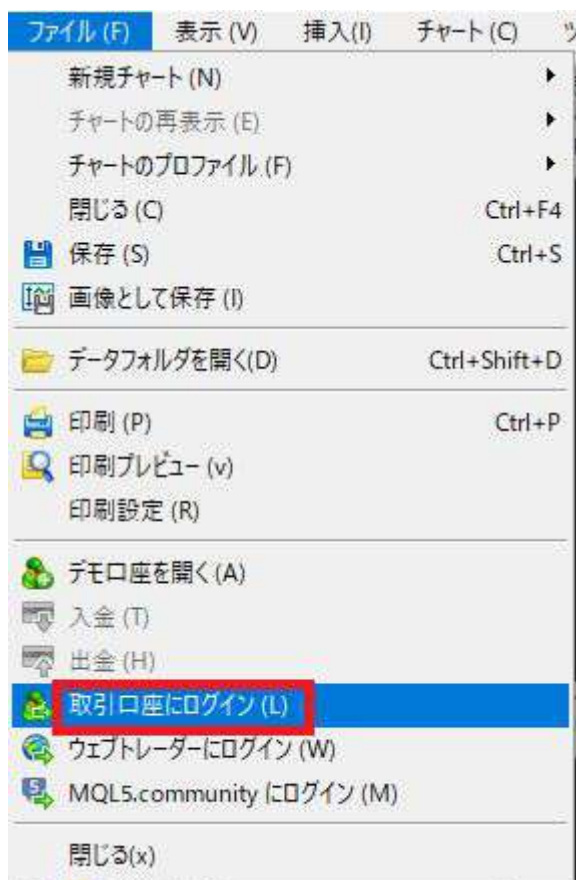 ファイル (F) 表示 (V) 挿入(I) チャート (C) ツ
新規チャート (N)
チャートの再表示 (E)
チャートのプロファイル (F)
閉じる (C) Ctrl+F4
保存 (S) Ctrl+S
画像として保存 (I)
データフォルダを開く(D) Ctrl+Shift+D
印刷 (P) Ctrl+P
印刷プレビュー (v)
印刷設定 (R)
デモ口座を開く (A)
入金 (T)
出金 (H)
取引口座にログイン (L)
ウェブトレーダーにログイン (W)
MQL5.community にログイン (M)
閉じる(x)